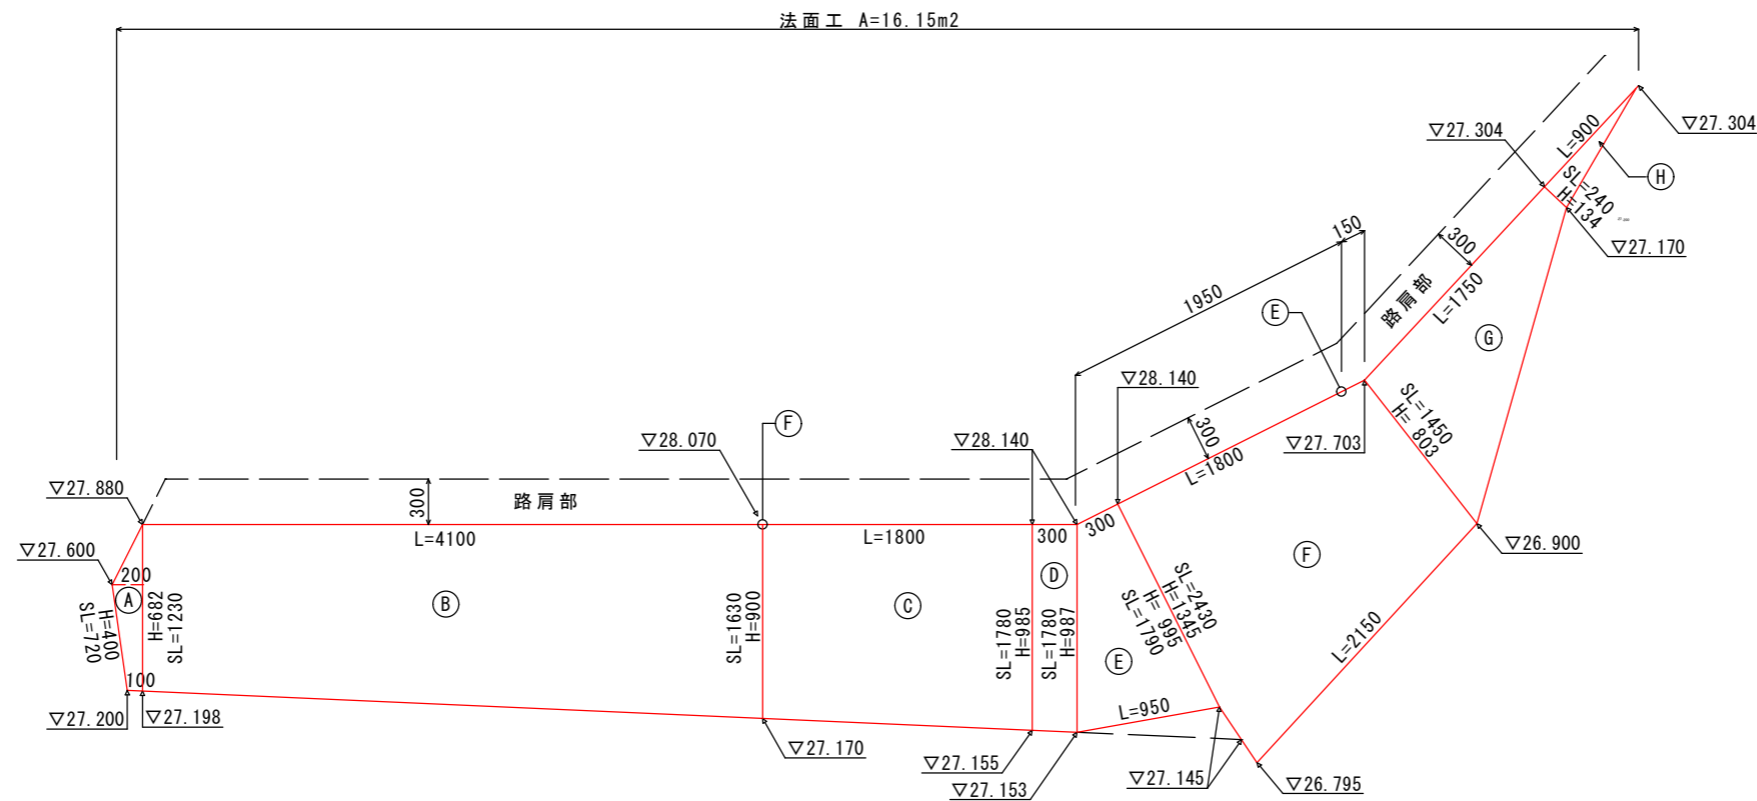 法面工 A=16.15m2
▽27.304
▽27.304
L=900
H
SL=240
H=134
▽27.170
150
300
1950
路肩部
L=1750
E
G
▽28.140
300
▽27.703
SL=1450
H= 803
L=1800
▽28.070
F
▽28.140
▽27.880
300
路肩部
L=4100
L=1800
300
300
▽26.900
▽27.600
200
A
H=400
SL=720
H=682
SL=1230
B
SL=1630
H=900
C
SL=1780
H=985
D
SL=1780
H=987
SL=2430
H=1345
H= 995
SL=1790
F
E
L=2150
100
L=950
▽27.200
▽27.198
▽27.170
▽27.155
▽27.153
▽27.145
▽26.795